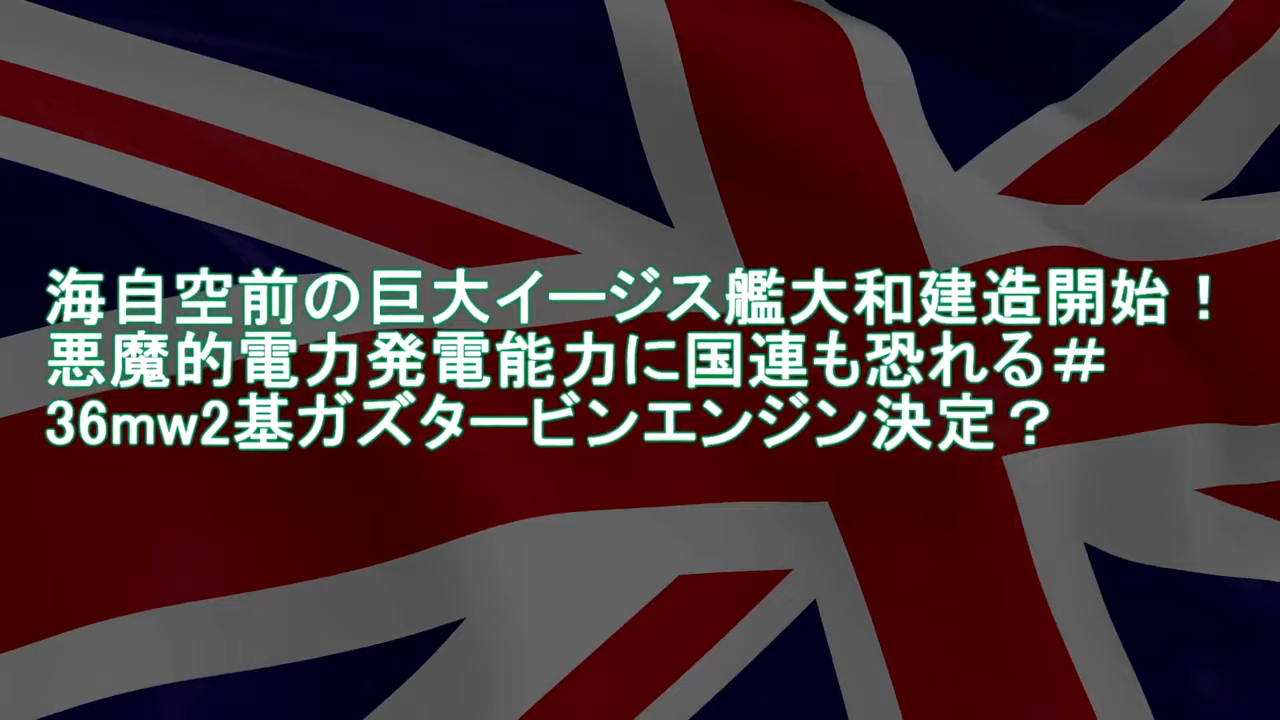 海自空前の巨大イージス艦大和建造開始！
悪魔的電力発電能力に国連も恐れる＃
36mw2基ガズタービンエンジン決定？